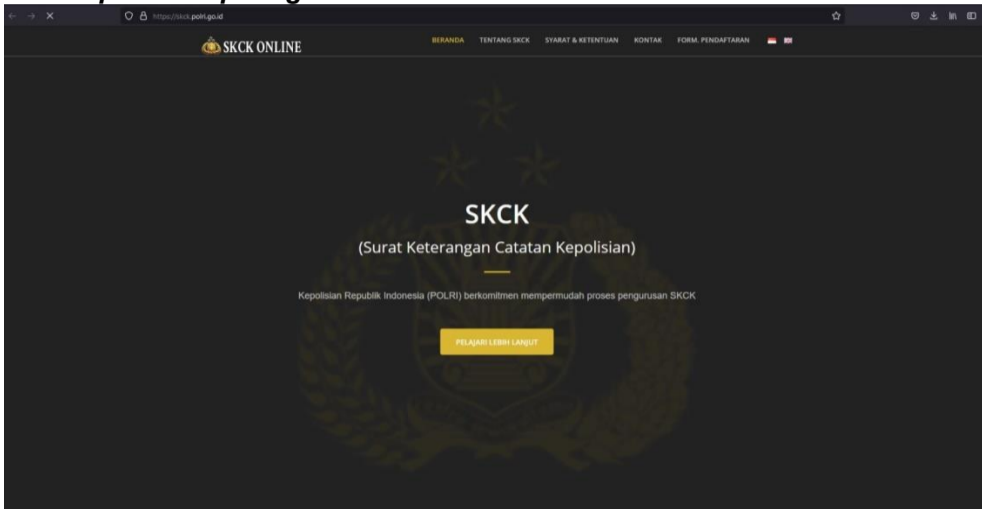 https://skck.polri.go.id
SKCK ONLINE
BERANDA TENTANG SKCK SYARAT & KETENTUAN KONTAK FORM. PENDAFTARAN
SKCK
(Surat Keterangan Catatan Kepolisian)
Kepolisian Republik Indonesia (POLRI) berkomitmen mempermudah proses pengurusan SKCK
PELAJARI LEBIH LANJUT